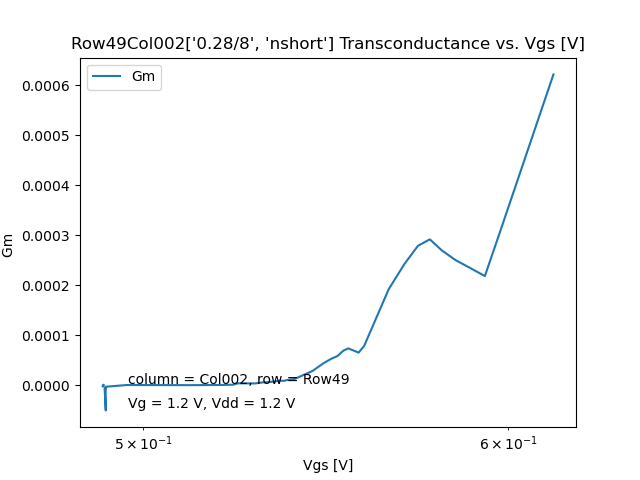 Row49Col002['0.28/8', 'nshort'] Transconductance vs. Vgs [V]
Gm
0.0006
0.0005
0.0004
0.0003
0.0002
0.0001
0.0000
Gm
column = Col002, row = Row49
Vg = 1.2 V, Vdd = 1.2 V
5 × 10⁻¹
6 × 10⁻¹
Vgs [V]